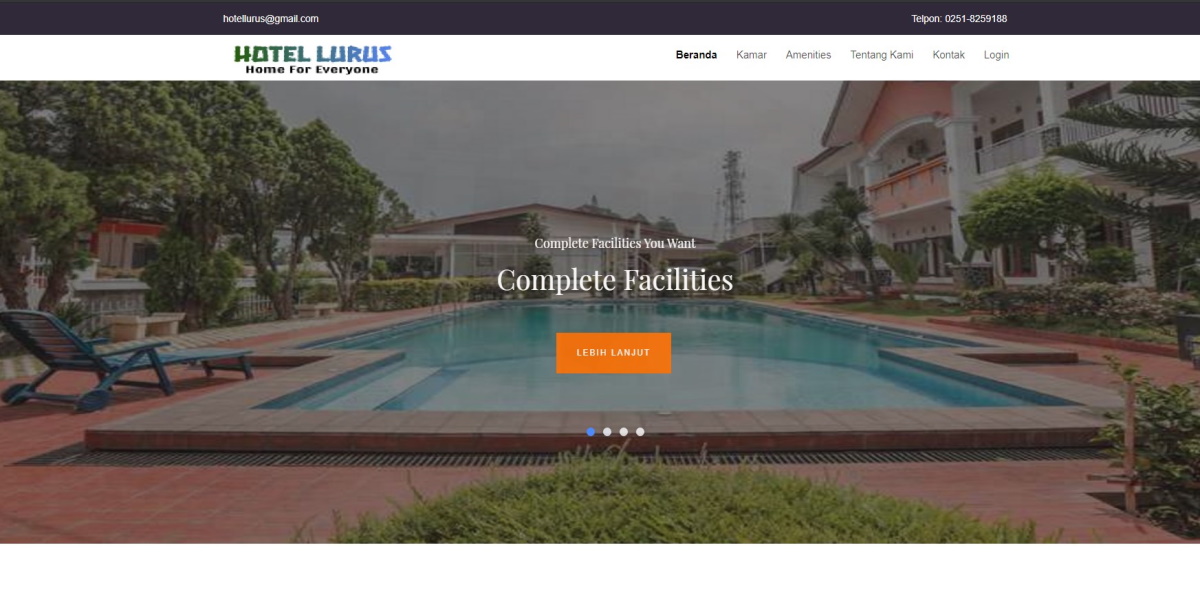 hotellurus@gmail.com
Telpon: 0251-8259188
HOTEL LURUS
Home For Everyone
Beranda
Kamar
Amenities
Tentang Kami
Kontak
Login
Complete Facilities You Want
Complete Facilities
LEBIH LANJUT